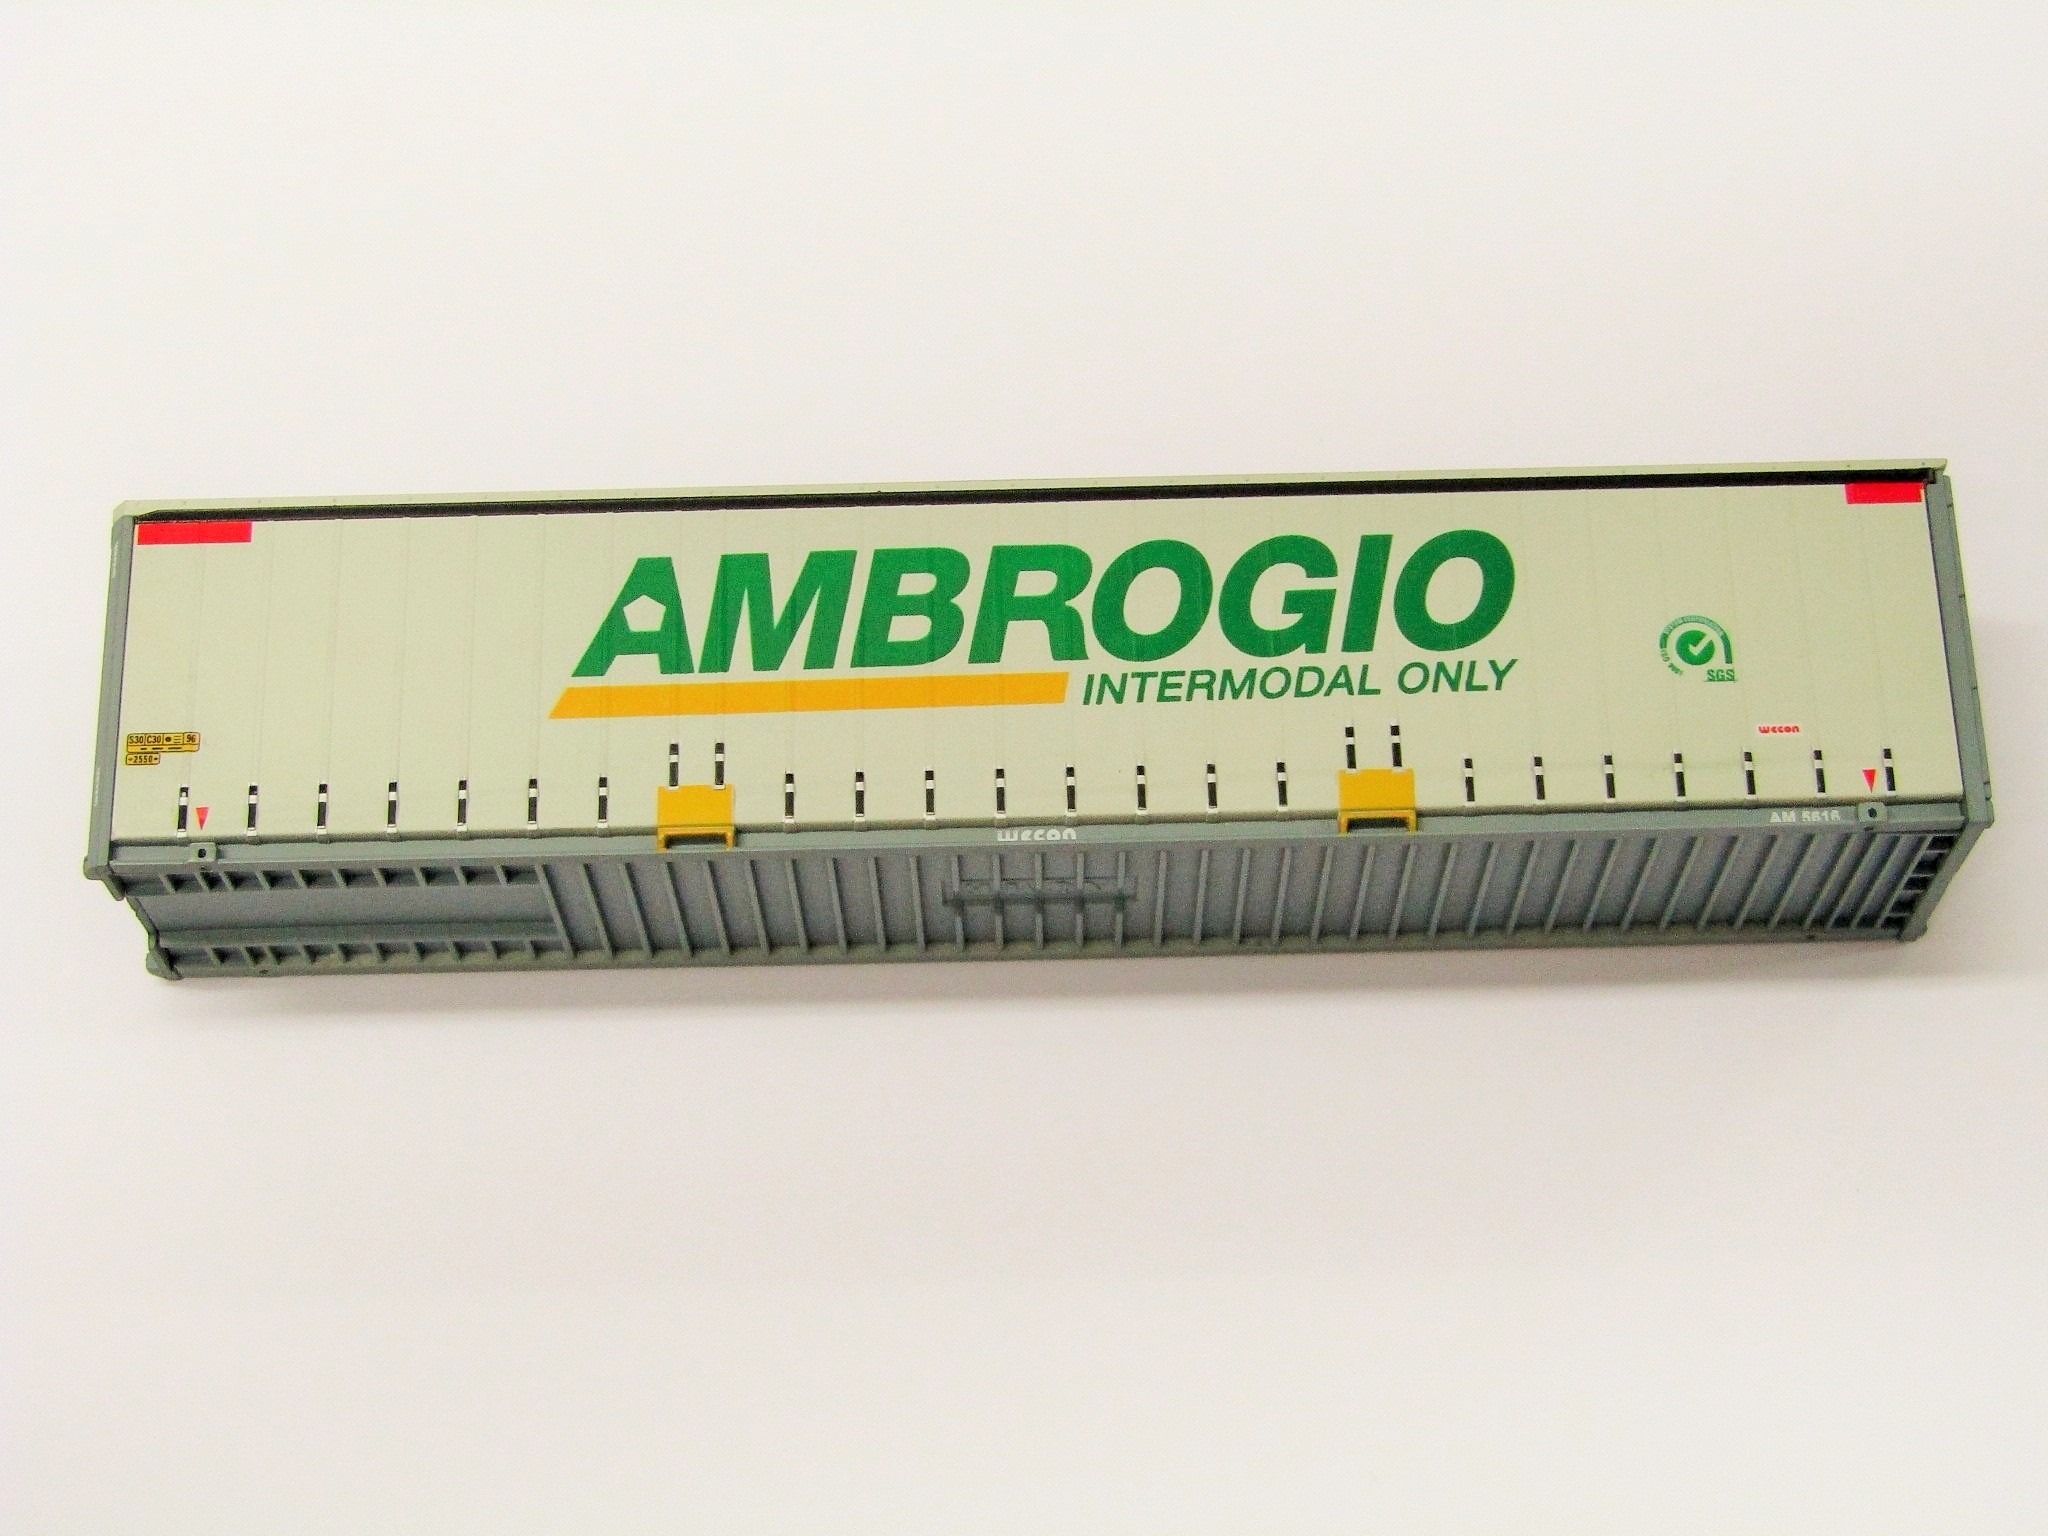 AMBROGIO
INTERMODAL ONLY
SGS
S30 C30 96
2550
wecon
wecon
AM 5616